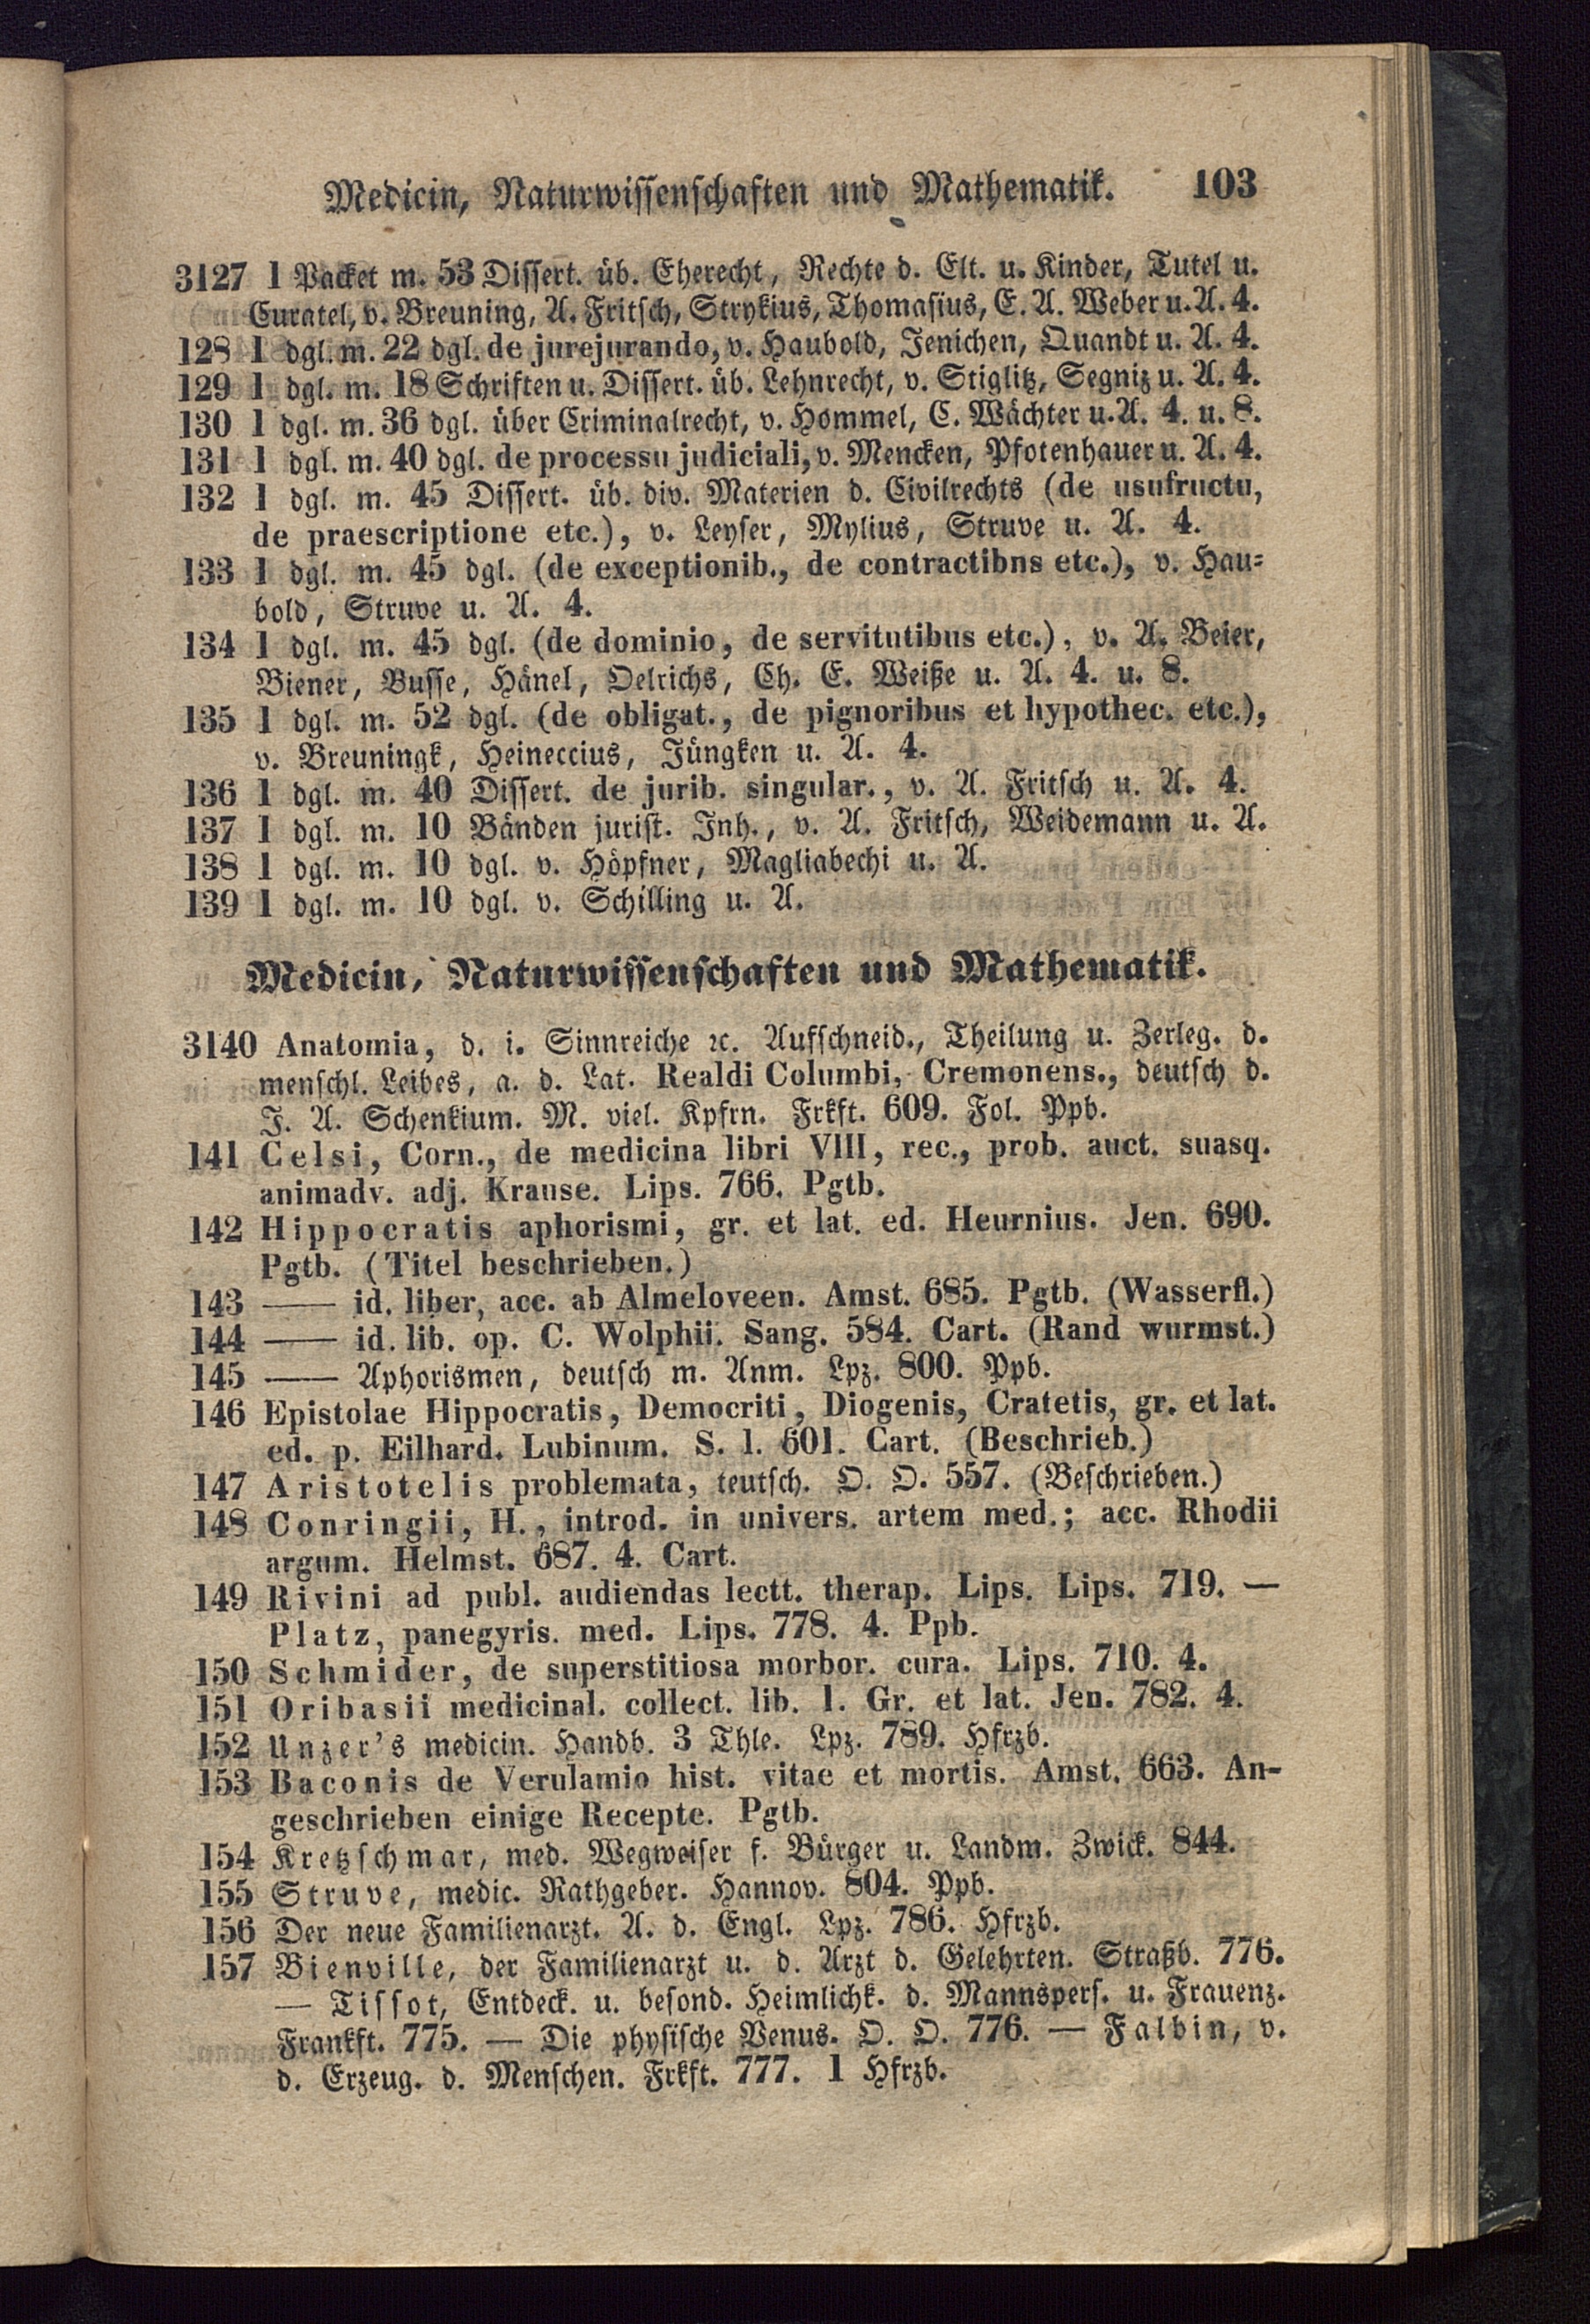 Medicin, Naturwissenschaften und Mathematik. 103
3127 1 Packet m. 53 Dissert. üb. Eherecht, Rechte d. Elt. u. Kinder, Tutel u.
Curatel, v. Breuning, A. Fritsch, Strykius, Thomasius, E. A. Weber u. A. 4.
128 1 dgl. m. 22 dgl. de jurejurando, v. Haubold, Jenichen, Quandt u. A. 4.
129 1 dgl. m. 18 Schriften u. Dissert. üb. Lehnrecht, v. Stiglitz, Segniz u. A. 4.
130 1 dgl. m. 36 dgl. über Criminalrecht, v. Hommel, C. Wächter u. A. 4. u. 8.
131 1 dgl. m. 40 dgl. de processu judiciali, v. Mencken, Pfotenhauer u. A. 4.
132 1 dgl. m. 45 Dissert. üb. div. Materien d. Civilrechts (de usufructu,
de praescriptione etc.), v. Leyser, Mylius, Struve u. A. 4.
133 1 dgl. m. 45 dgl. (de exceptionib., de contractibns etc.), v. Hau-
bold, Struve u. A. 4.
134 1 dgl. m. 45 dgl. (de dominio, de servitutibus etc.), v. A. Beier,
Biener, Busse, Hänel, Oelrichs, Ch. E. Weiße u. A. 4. u. 8.
135 1 dgl. m. 52 dgl. (de obligat., de pignoribus et hypothec. etc.),
v. Breuningk, Heineccius, Jüngken u. A. 4.
136 1 dgl. m. 40 Dissert. de jurib. singular., v. A. Fritsch u. A. 4.
137 1 dgl. m. 10 Bänden jurist. Inh., v. A. Fritsch, Weidemann u. A.
138 1 dgl. m. 10 dgl. v. Höpfner, Magliabechi u. A.
139 1 dgl. m. 10 dgl. v. Schilling u. A.
Medicin, Naturwissenschaften und Mathematik.
3140 Anatomia, d. i. Sinnreiche ꝛc. Aufschneid., Theilung u. Zerleg. d.
menschl. Leibes, a. d. Lat. Realdi Columbi, Cremonens., deutsch d.
J. A. Schenkium. M. viel. Kpfrn. Frkft. 609. Fol. Ppb.
141 Celsi, Corn., de medicina libri VIII, rec., prob. auct. suasq.
animadv. adj. Krause. Lips. 766. Pgtb.
142 Hippocratis aphorismi, gr. et lat. ed. Heurnius. Jen. 690.
Pgtb. (Titel beschrieben.)
143 —— id. liber, acc. ab Almeloveen. Amst. 685. Pgtb. (Wasserfl.)
144 —— id. lib. op. C. Wolphii. Sang. 584. Cart. (Rand wurmst.)
145 —— Aphorismen, deutsch m. Anm. Lpz. 800. Ppb.
146 Epistolae Hippocratis, Democriti, Diogenis, Cratetis, gr. et lat.
ed. p. Eilhard. Lubinum. S. l. 601. Cart. (Beschrieb.)
147 Aristotelis problemata, teutsch. O. O. 557. (Beschrieben.)
148 Conringii, H., introd. in univers. artem med.; acc. Rhodii
argum. Helmst. 687. 4. Cart.
149 Rivini ad publ. audiendas lectt. therap. Lips. Lips. 719. —
Platz, panegyris. med. Lips. 778. 4. Ppb.
150 Schmider, de superstitiosa morbor. cura. Lips. 710. 4.
151 Oribasii medicinal. collect. lib. 1. Gr. et lat. Jen. 782. 4.
152 Unzer's medicin. Handb. 3 Thle. Lpz. 789. Hfrzb.
153 Baconis de Verulamio hist. vitae et mortis. Amst. 663. An-
geschrieben einige Recepte. Pgtb.
154 Kretzschmar, med. Wegweiser f. Bürger u. Landm. Zwick. 844.
155 Struve, medic. Rathgeber. Hannov. 804. Ppb.
156 Der neue Familienarzt. A. d. Engl. Lpz. 786. Hfrzb.
157 Bienville, der Familienarzt u. d. Arzt d. Gelehrten. Straßb. 776.
— Tissot, Entdeck. u. besond. Heimlichk. d. Mannspers. u. Frauenz.
Frankft. 775. — Die physische Venus. O. O. 776. — Falbin, v.
d. Erzeug. d. Menschen. Frkft. 777. 1 Hfrzb.